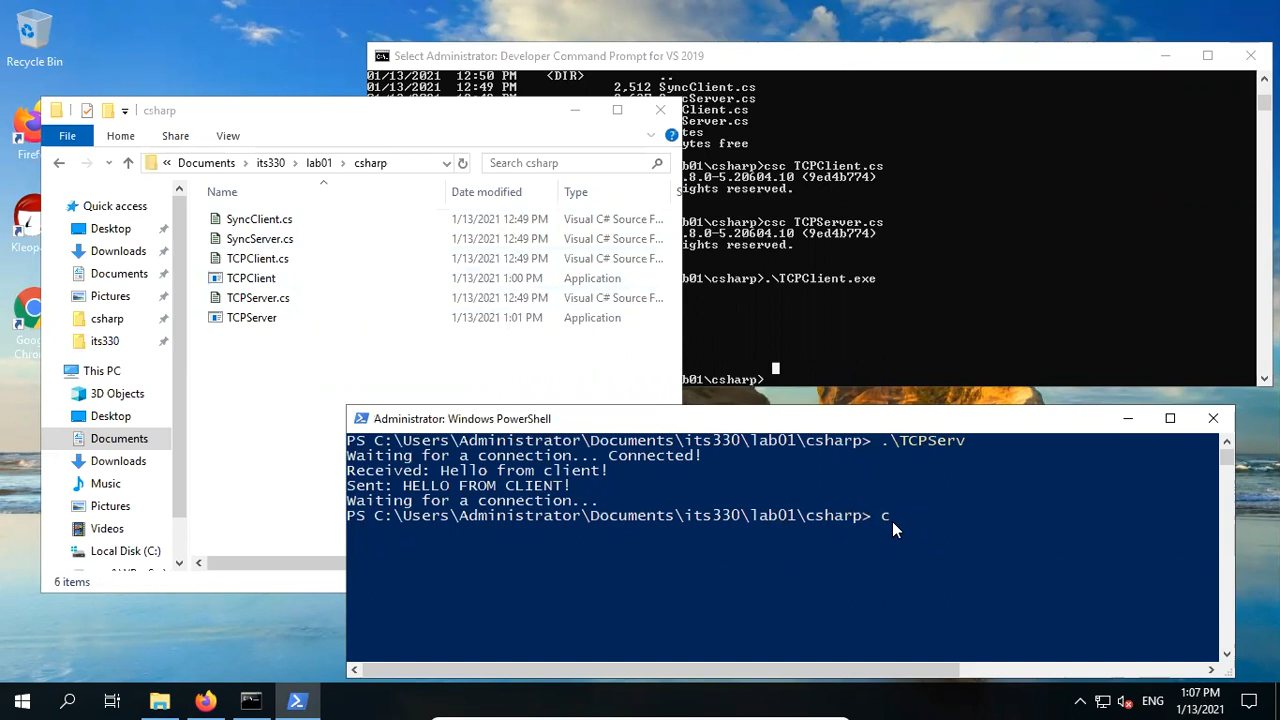 Recycle Bin
Firef
Kleop
Goog
Chron
Select Administrator: Developer Command Prompt for VS 2019
01/13/2021 12:50 PM <DIR> ..
01/13/2021 12:49 PM 2,512 SyncClient.cs
cServer.cs
Client.cs
Server.cs
tes
ytes free
b01\csharp>csc TCPClient.cs
.8.0-5.20604.10 (9ed4b774)
ights reserved.
b01\csharp>csc TCPServer.cs
.8.0-5.20604.10 (9ed4b774)
ights reserved.
b01\csharp>.\TCPClient.exe
b01\csharp>
csharp
File Home Share View
« Documents > its330 > lab01 > csharp
Search csharp
Name Date modified Type S
SyncClient.cs 1/13/2021 12:49 PM Visual C# Source F...
SyncServer.cs 1/13/2021 12:49 PM Visual C# Source F...
TCPClient.cs 1/13/2021 12:49 PM Visual C# Source F...
TCPClient 1/13/2021 1:00 PM Application
TCPServer.cs 1/13/2021 12:49 PM Visual C# Source F...
TCPServer 1/13/2021 1:01 PM Application
Quick access
Desktop
Downloads
Documents
Pictures
csharp
its330
This PC
3D Objects
Desktop
Documents
Downloads
Music
Pictures
Videos
Local Disk (C:)
6 items
Administrator: Windows PowerShell
PS C:\Users\Administrator\Documents\its330\lab01\csharp> .\TCPServ
Waiting for a connection... Connected!
Received: Hello from client!
Sent: HELLO FROM CLIENT!
Waiting for a connection...
PS C:\Users\Administrator\Documents\its330\lab01\csharp> c
ENG
1:07 PM
1/13/2021